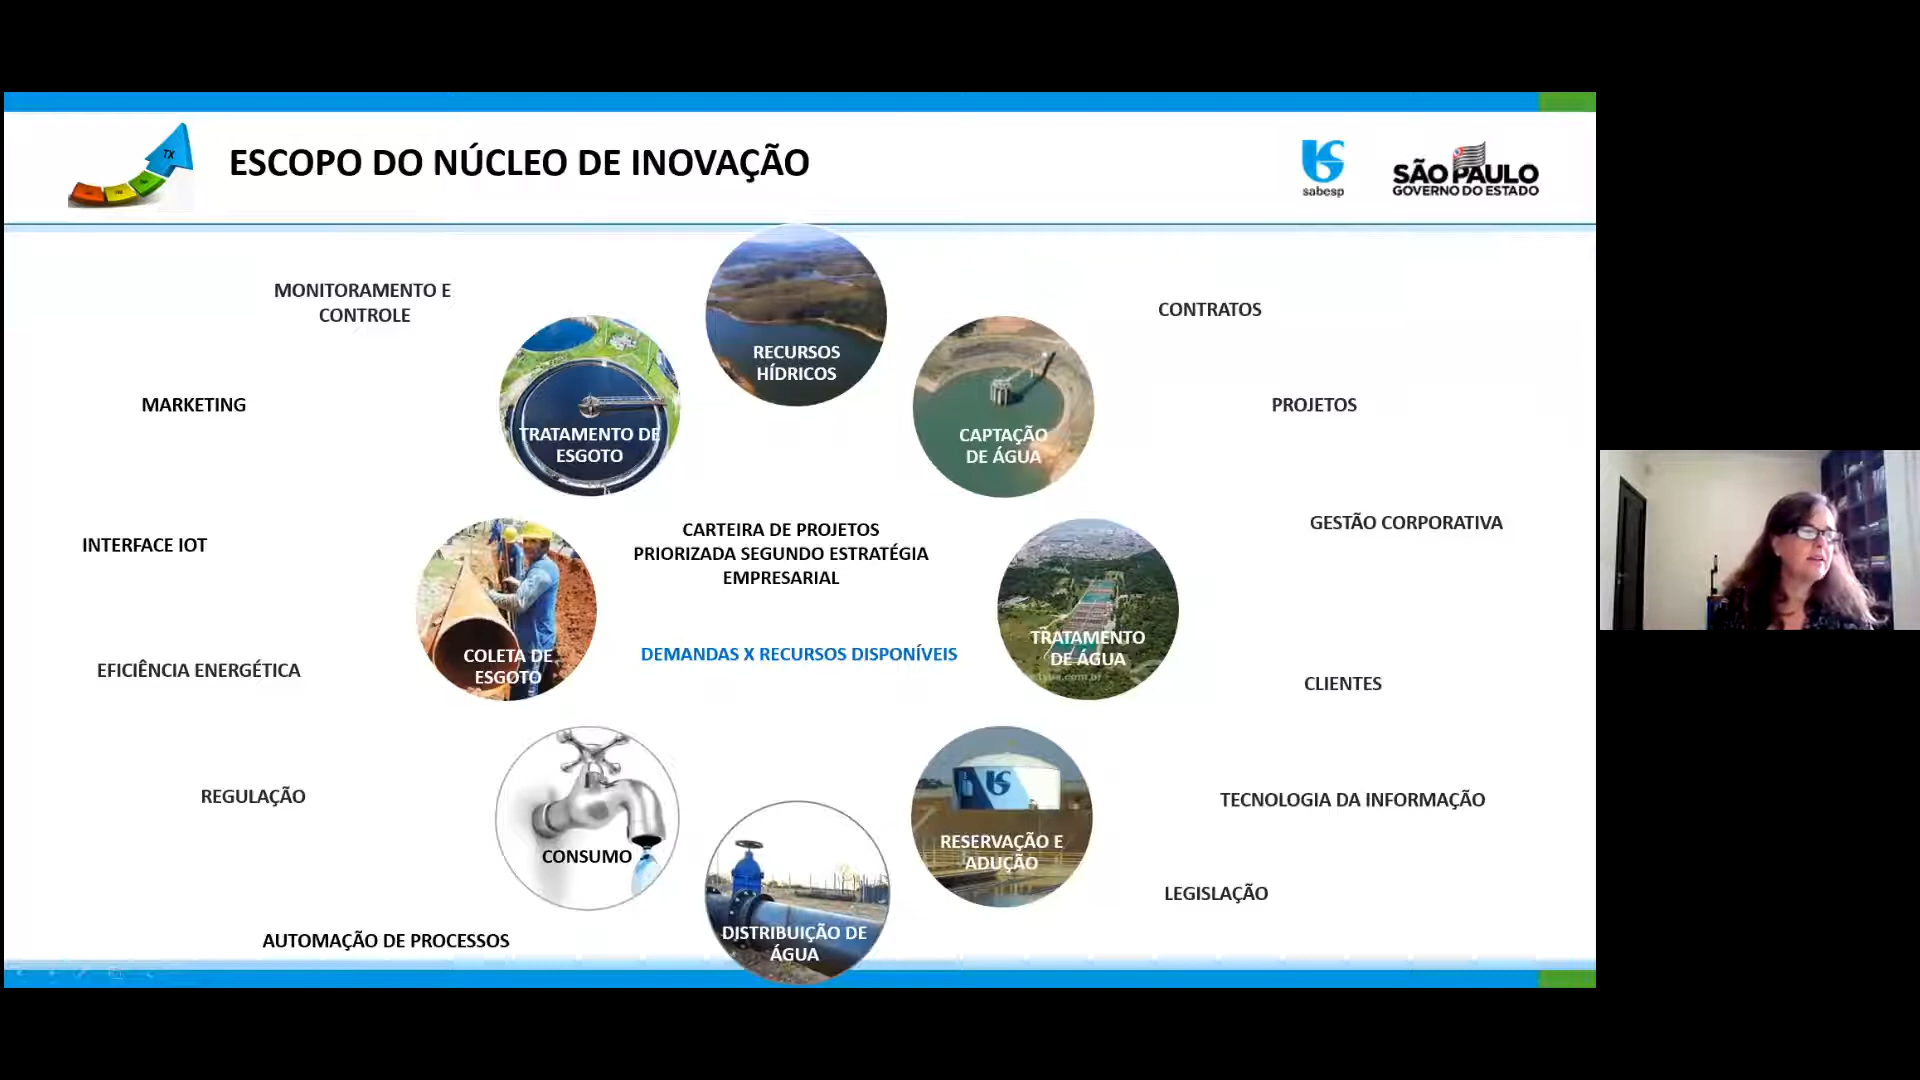 TX
ESCOPO DO NÚCLEO DE INOVAÇÃO
sabesp
SÃO PAULO
GOVERNO DO ESTADO
MONITORAMENTO E
CONTROLE
RECURSOS
HÍDRICOS
CONTRATOS
MARKETING
TRATAMENTO DE
ESGOTO
CAPTAÇÃO
DE ÁGUA
PROJETOS
INTERFACE IOT
CARTEIRA DE PROJETOS
PRIORIZADA SEGUNDO ESTRATÉGIA
EMPRESARIAL
GESTÃO CORPORATIVA
EFICIÊNCIA ENERGÉTICA
COLETA DE
ESGOTO
DEMANDAS X RECURSOS DISPONÍVEIS
TRATAMENTO
DE ÁGUA
CLIENTES
REGULAÇÃO
CONSUMO
RESERVAÇÃO E
ADUÇÃO
TECNOLOGIA DA INFORMAÇÃO
AUTOMAÇÃO DE PROCESSOS
DISTRIBUIÇÃO DE
ÁGUA
LEGISLAÇÃO